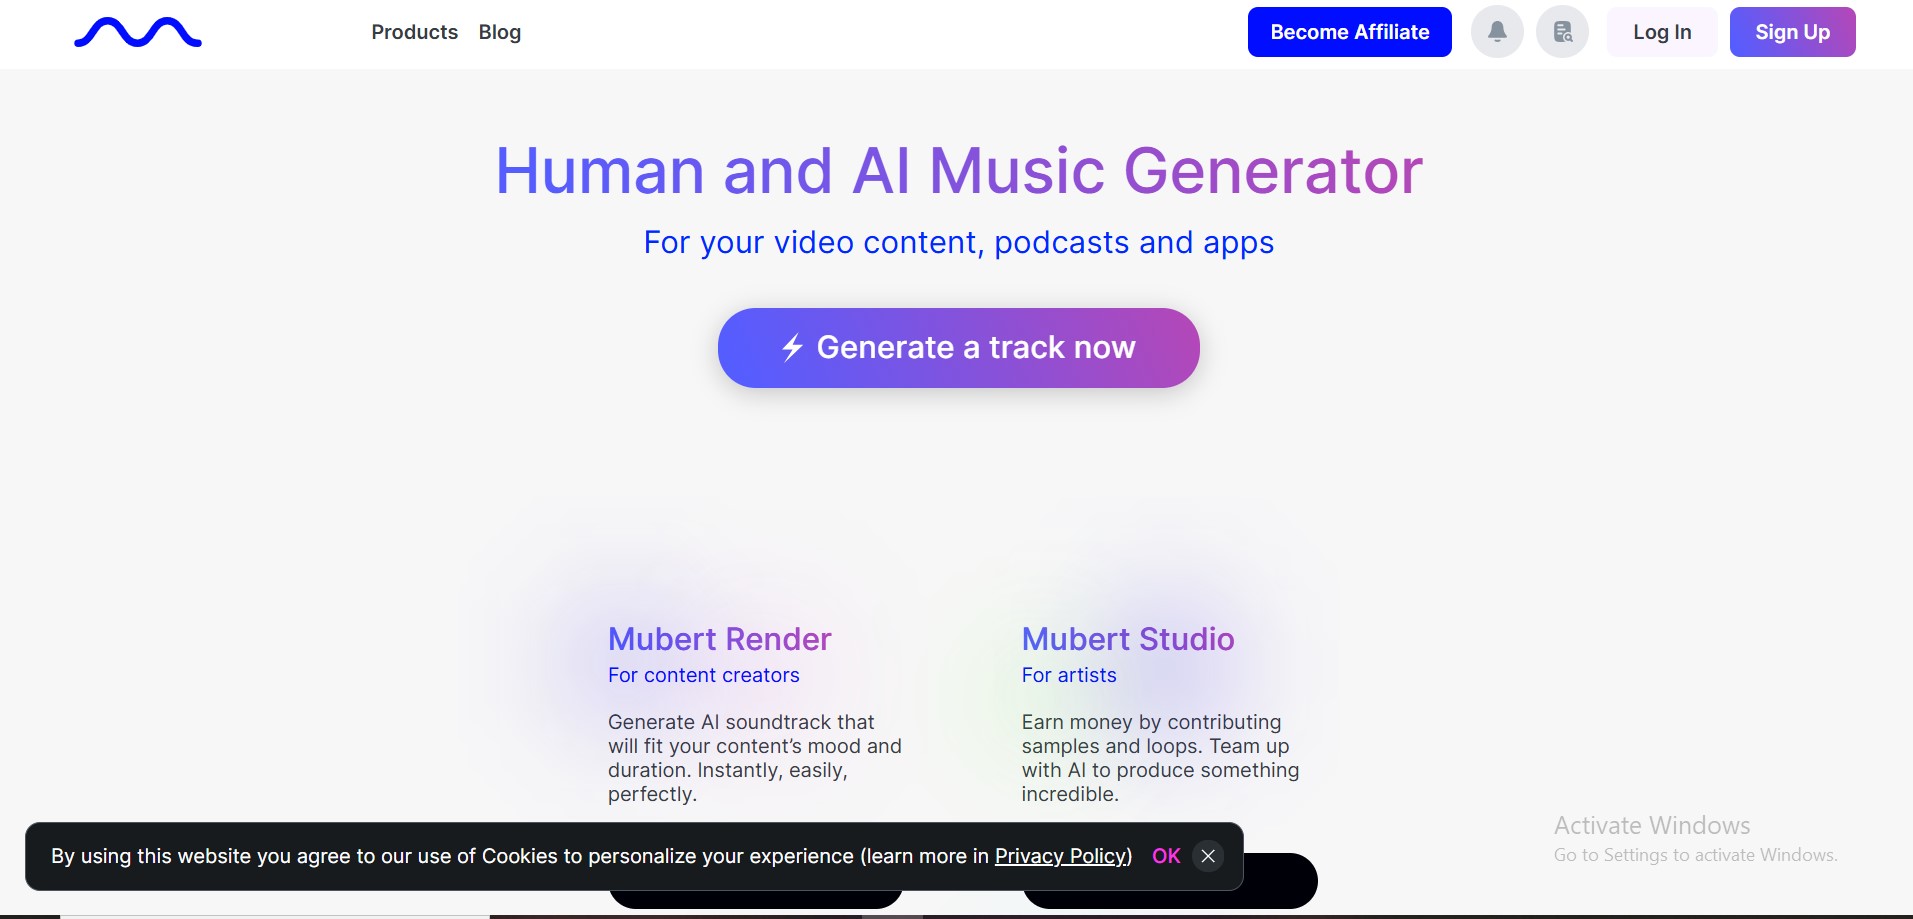 Products Blog Become Affiliate Log In Sign Up
Human and AI Music Generator
For your video content, podcasts and apps
Generate a track now
Mubert Render
For content creators
Generate AI soundtrack that
will fit your content’s mood and
duration. Instantly, easily,
perfectly.
Mubert Studio
For artists
Earn money by contributing
samples and loops. Team up
with AI to produce something
incredible.
By using this website you agree to our use of Cookies to personalize your experience (learn more in Privacy Policy) OK
Activate Windows
Go to Settings to activate Windows.